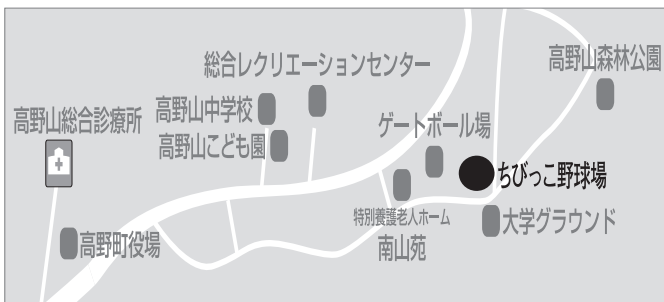 総合レクリエーションセンター
高野山森林公園
高野山中学校
高野山総合診療所
ゲートボール場
高野山こども園
ちびっこ野球場
特別養護老人ホーム
南山苑
大学グラウンド
高野町役場